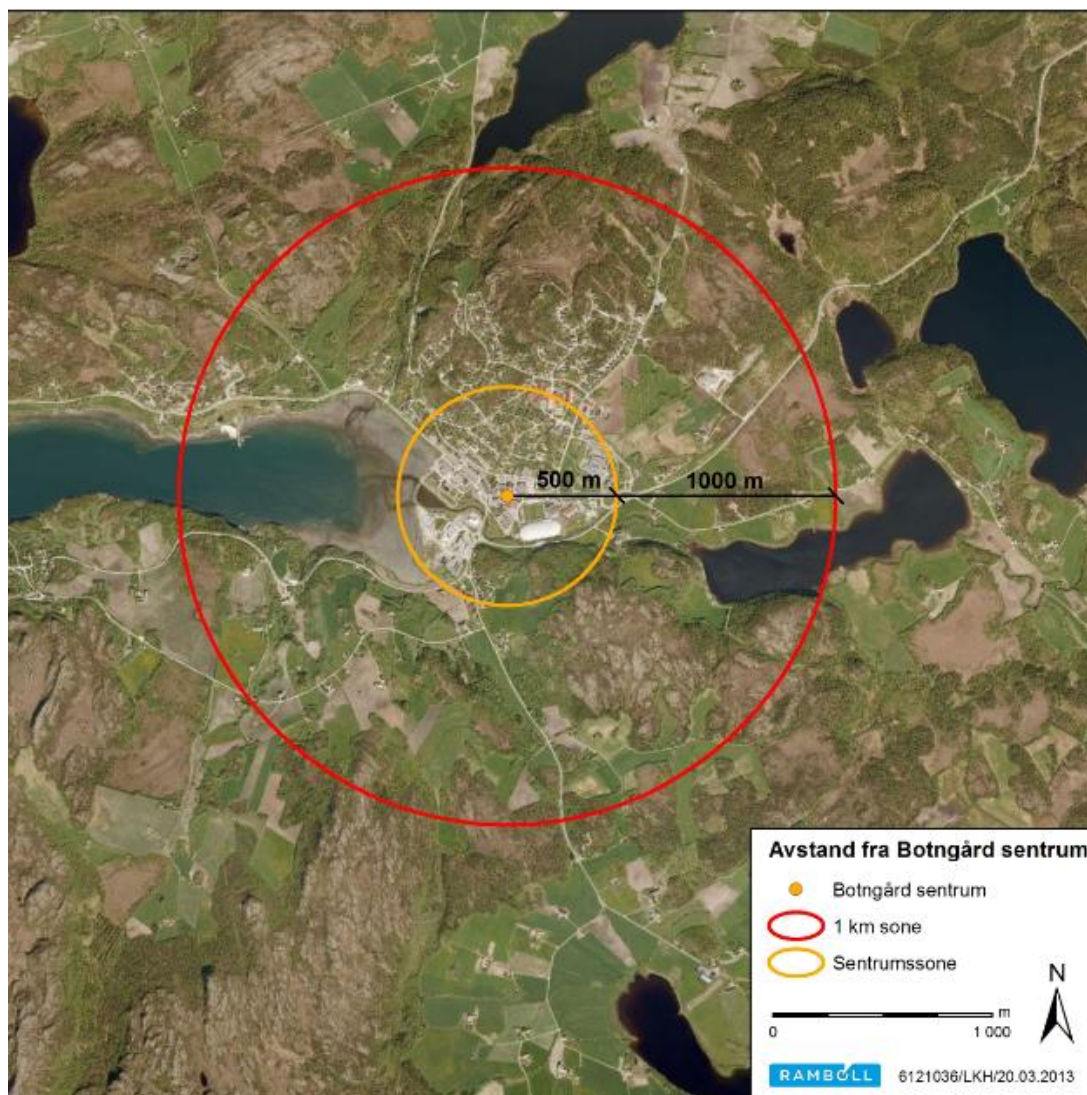 500 m
1000 m
Avstand fra Botngård sentrum
Botngård sentrum
1 km sone
Sentrumssone
N
m
0
1 000
RAMBOLL
6121036/LKH/20.03.2013